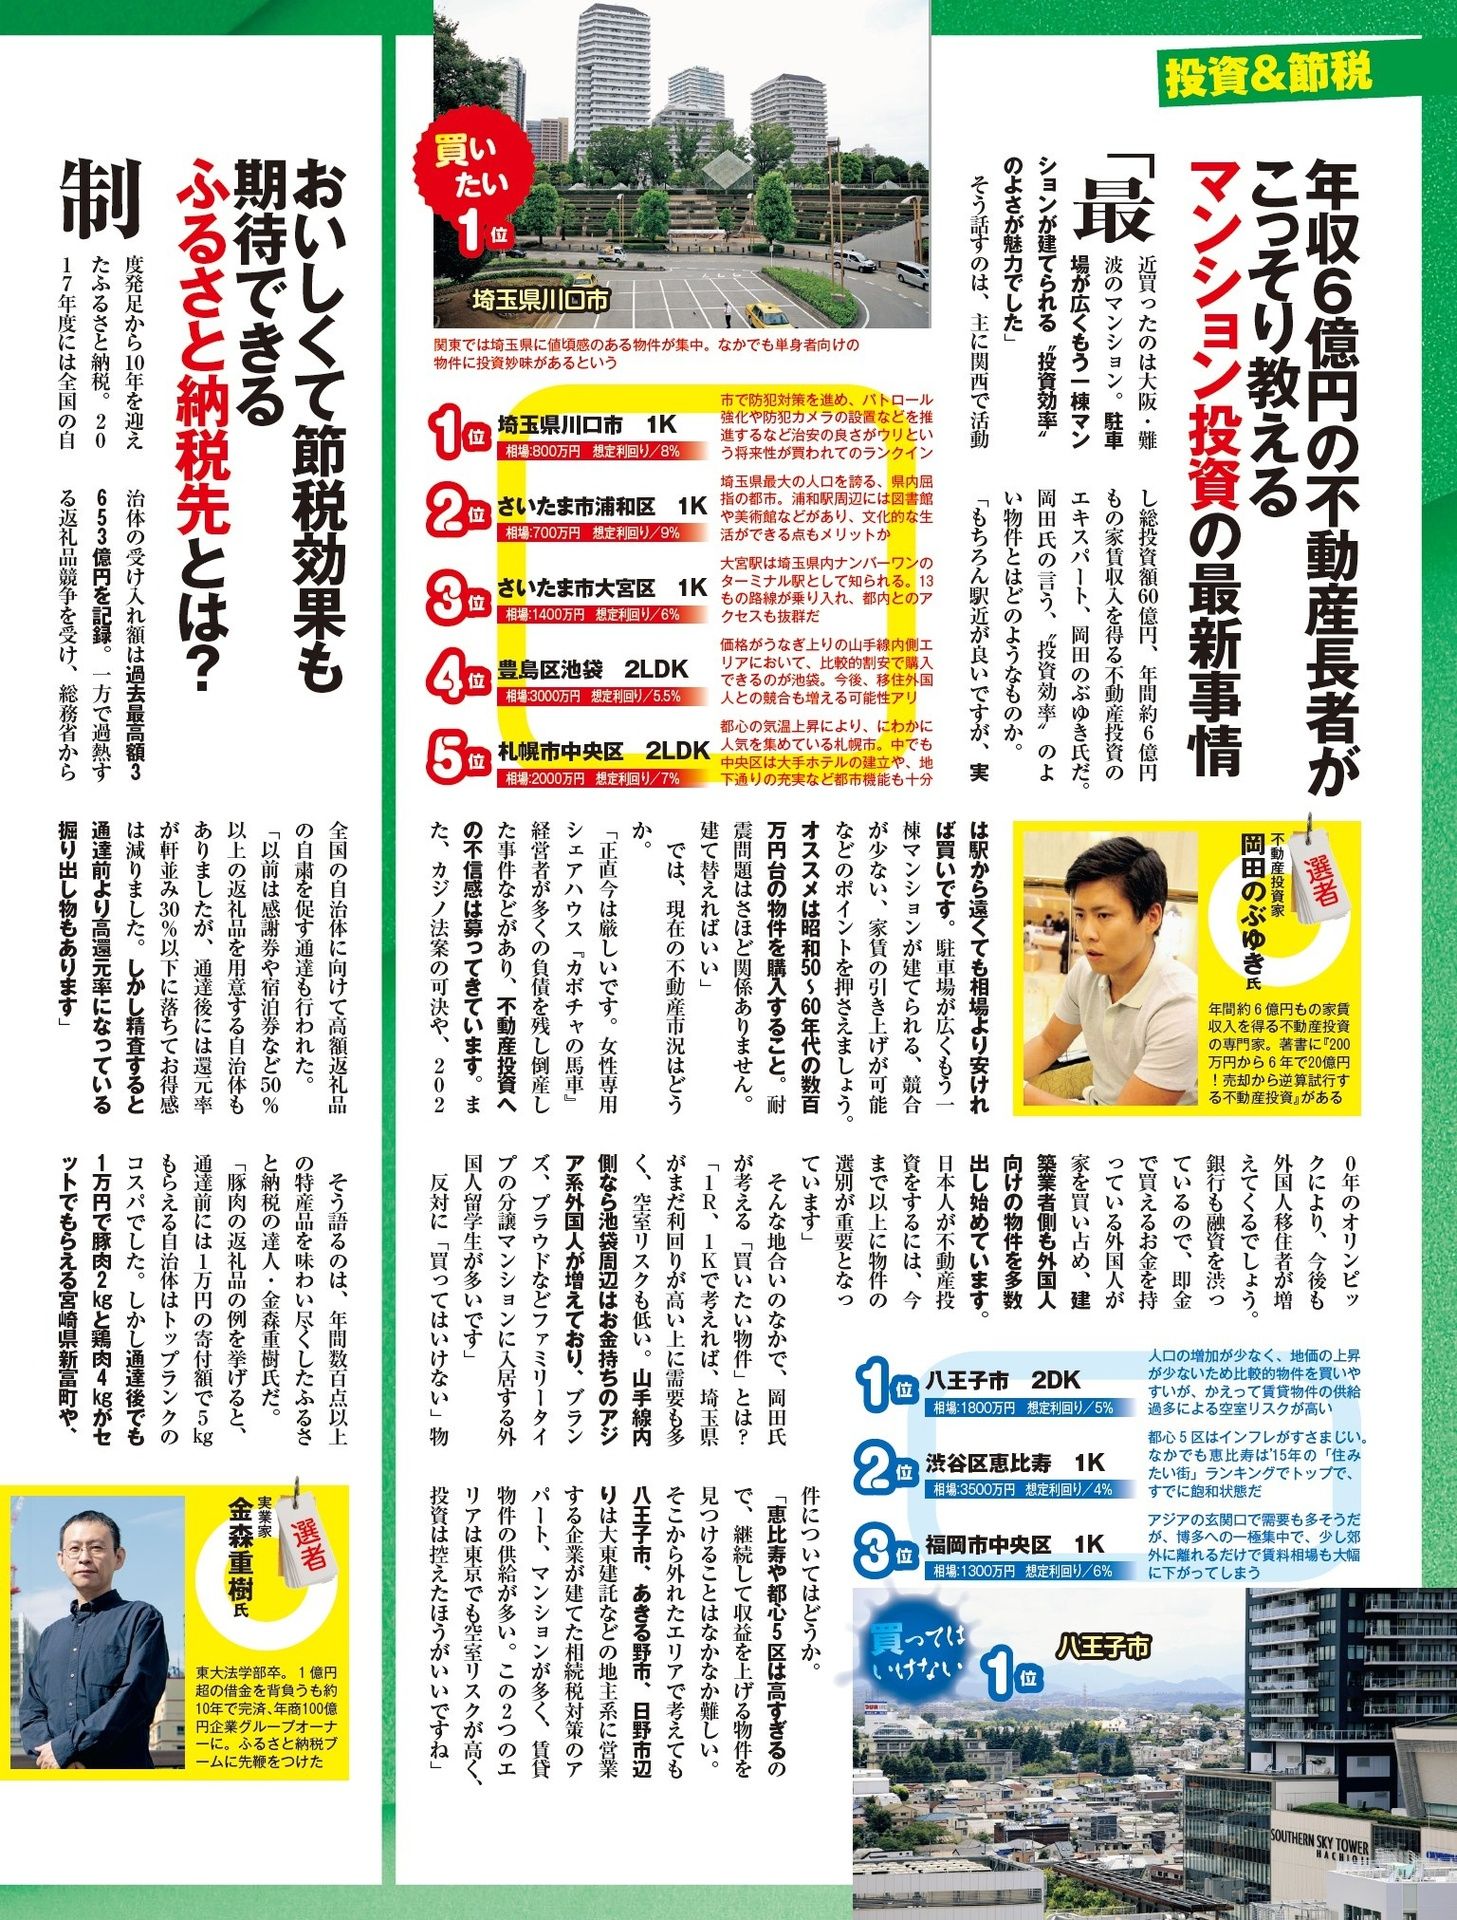 投資&節税
年収6億円の不動産長者が
こっそり教える
マンション投資の最新事情
「最
近買ったのは大阪・難
波のマンション。駐車
場が広くもう一棟マン
ションが建てられる〝投資効率〟
のよさが魅力でした」
そう話すのは、主に関西で活動
し総投資額60億円、年間約6億円
もの家賃収入を得る不動産投資の
エキスパート、岡田のぶゆき氏だ。
岡田氏の言う、〝投資効率〟のよ
い物件とはどのようなものか。
「もちろん駅近が良いですが、実
は駅から遠くても相場より安けれ
ば買いです。駐車場が広くもう一
棟マンションが建てられる、競合
が少ない、家賃の引き上げが可能
などのポイントを押さえましょう。
オススメは昭和50～60年代の数百
万円台の物件を購入すること。耐
震問題はさほど関係ありません。
建て替えればいい」
では、現在の不動産市況はどう
か。
「正直今は厳しいです。女性専用
シェアハウス『カボチャの馬車』
経営者が多くの負債を残し倒産し
た事件などがあり、不動産投資へ
の不信感は募ってきています。ま
た、カジノ法案の可決や、202
0年のオリンピッ
クにより、今後も
外国人移住者が増
えてくるでしょう。
銀行も融資を渋っ
ているので、即金
で買えるお金を持
っている外国人が
家を買い占め、建
築業者側も外国人
向けの物件を多数
出し始めています。
日本人が不動産投
資をするには、今
まで以上に物件の
選別が重要となっ
ています」
そんな地合いのなかで、岡田氏
が考える「買いたい物件」とは?
「1R、1Kで考えれば、埼玉県
がまだ利回りが高い上に需要も多
く、空室リスクも低い。山手線内
側なら池袋周辺はお金持ちのアジ
ア系外国人が増えており、ブラン
ズ、プラウドなどファミリータイ
プの分譲マンションに入居する外
国人留学生が多いです」
反対に「買ってはいけない」物
件についてはどうか。
「恵比寿や都心5区は高すぎるの
で、継続して収益を上げる物件を
見つけることはなかなか難しい。
そこから外れたエリアで考えても
八王子市、あきる野市、日野市辺
りは大東建託などの地主系に営業
する企業が建てた相続税対策のア
パート、マンションが多く、賃貸
物件の供給が多い。この2つのエ
リアは東京でも空室リスクが高く、
投資は控えたほうがいいですね」
選者
不動産投資家
岡田のぶゆき氏
年間約6億円もの家賃
収入を得る不動産投資
の専門家。著書に『200
万円から6年で20億円
!売却から逆算試行す
る不動産投資』がある
買い
たい
1位
埼玉県川口市
関東では埼玉県に値頃感のある物件が集中。なかでも単身者向けの
物件に投資妙味があるという
1位 埼玉県川口市 1K
相場:800万円 想定利回り/8%
市で防犯対策を進め、パトロール
強化や防犯カメラの設置などを推
進するなど治安の良さがウリとい
う将来性が買われてのランクイン
2位 さいたま市浦和区 1K
相場:700万円 想定利回り/9%
埼玉県最大の人口を誇る、県内屈
指の都市。浦和駅周辺には図書館
や美術館などがあり、文化的な生
活ができる点もメリットか
3位 さいたま市大宮区 1K
相場:1400万円 想定利回り/6%
大宮駅は埼玉県内ナンバーワンの
ターミナル駅として知られる。13
もの路線が乗り入れ、都内とのア
クセスも抜群だ
4位 豊島区池袋 2LDK
相場:3000万円 想定利回り/5.5%
価格がうなぎ上りの山手線内側エ
リアにおいて、比較的割安で購入
できるのが池袋。今後、移住外国
人との競合も増える可能性アリ
5位 札幌市中央区 2LDK
相場:2000万円 想定利回り/7%
都心の気温上昇により、にわかに
人気を集めている札幌市。中でも
中央区は大手ホテルの建立や、地
下通りの充実など都市機能も十分
1位 八王子市 2DK
相場:1800万円 想定利回り/5%
人口の増加が少なく、地価の上昇
が少ないため比較的物件を買いや
すいが、かえって賃貸物件の供給
過多による空室リスクが高い
2位 渋谷区恵比寿 1K
相場:3500万円 想定利回り/4%
都心5区はインフレがすさまじい。
なかでも恵比寿は'15年の「住み
たい街」ランキングでトップで、
すでに飽和状態だ
3位 福岡市中央区 1K
相場:1300万円 想定利回り/6%
アジアの玄関口で需要も多そうだ
が、博多への一極集中で、少し郊
外に離れるだけで賃料相場も大幅
に下がってしまう
買っては
いけない
1位
八王子市
SOUTHERN SKY TOWER
HACHIOJI
おいしくて節税効果も
期待できる
ふるさと納税先とは?
制
度発足から10年を迎え
たふるさと納税。20
17年度には全国の自
治体の受け入れ額は過去最高額3
653億円を記録。一方で過熱す
る返礼品競争を受け、総務省から
全国の自治体に向けて高額返礼品
の自粛を促す通達も行われた。
「以前は感謝券や宿泊券など50%
以上の返礼品を用意する自治体も
ありましたが、通達後には還元率
が軒並み30%以下に落ちてお得感
は減りました。しかし精査すると
通達前より高還元率になっている
掘り出し物もあります」
そう語るのは、年間数百点以上
の特産品を味わい尽くしたふるさ
と納税の達人・金森重樹氏だ。
「豚肉の返礼品の例を挙げると、
通達前には1万円の寄付額で5kg
もらえる自治体はトップランクの
コスパでした。しかし通達後でも
1万円で豚肉2kgと鶏肉4kgがセ
ットでもらえる宮崎県新富町や、
選者
実業家
金森重樹氏
東大法学部卒。1億円
超の借金を背負うも約
10年で完済、年商100億
円企業グループオーナ
ーに。ふるさと納税ブ
ームに先鞭をつけた